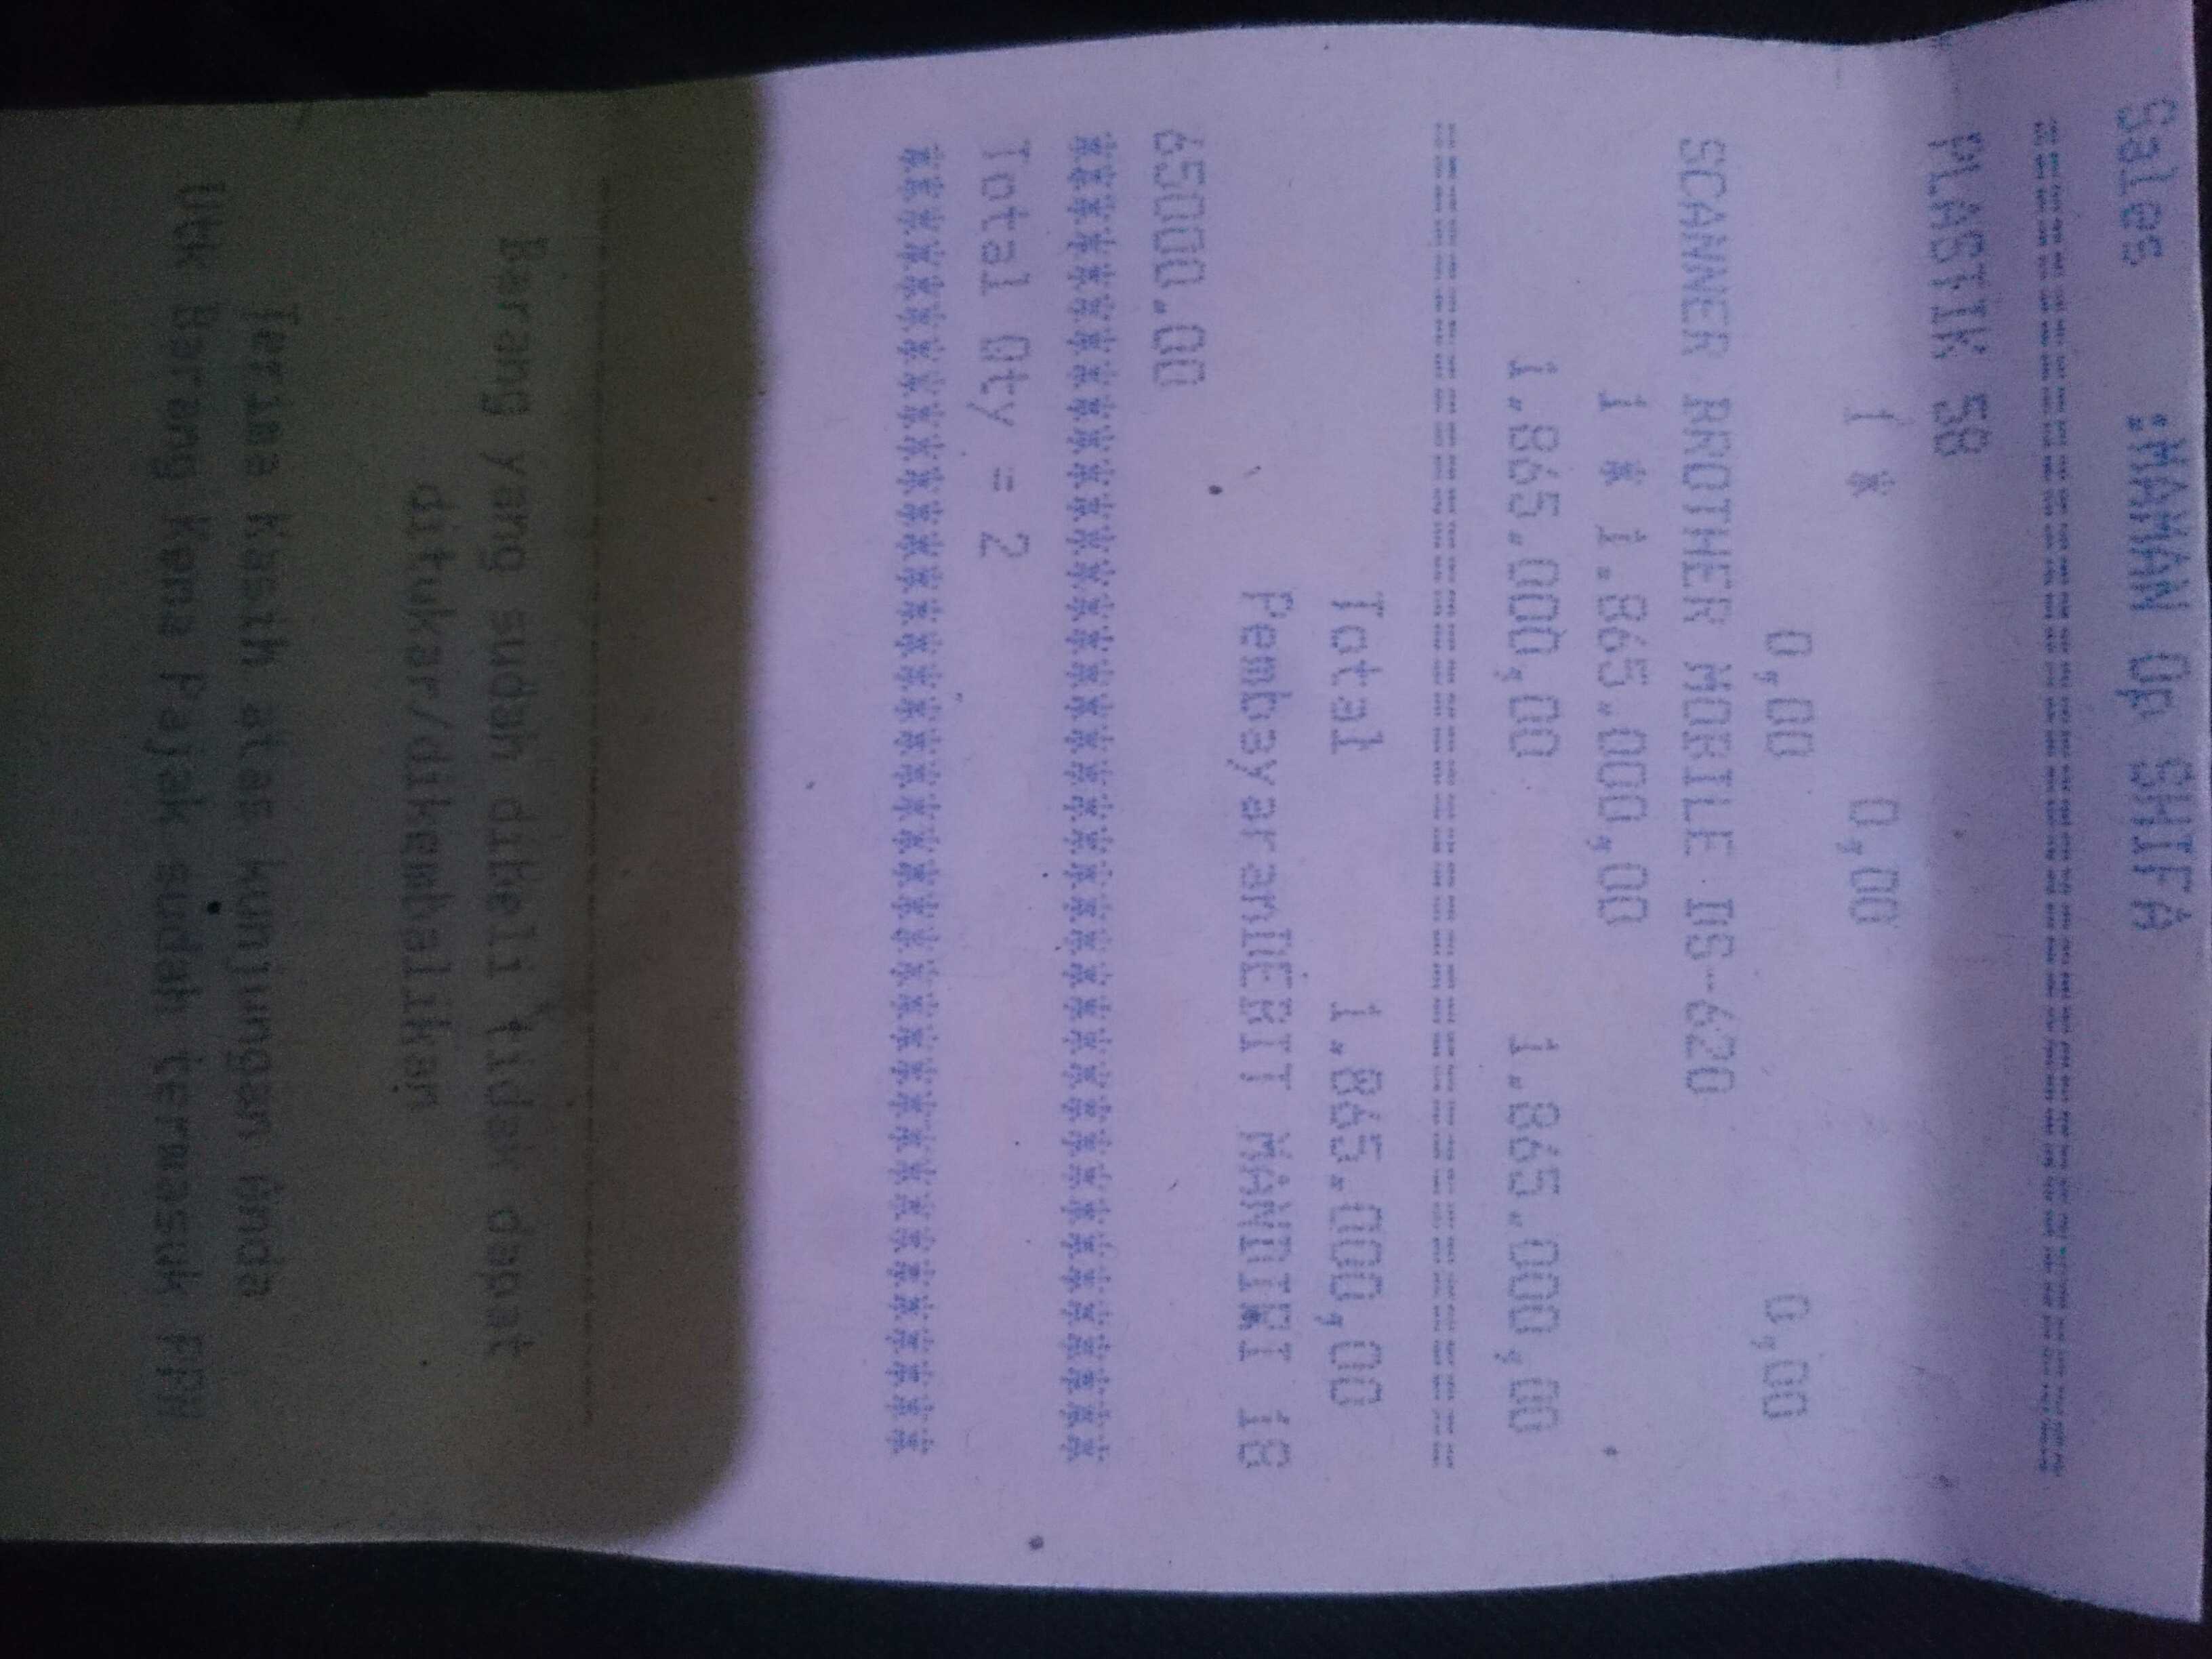 Sales :MAMAN Op SHIFA
========================================
PLASTIK 58
1 * 0,00
0,00 0,00
SCANNER BROTHER MOBILE DS-620
1 * 1.865.000,00
1.865.000,00 1.865.000,00
========================================
Total 1.865.000,00
PembayaranDEBIT MANDIRI 18
65000.00
****************************************
Total Qty = 2
****************************************
----------------------------------------
Barang yang sudah dibeli tidak dapat
ditukar/dikembalikan
Terima Kasih atas kunjungan Anda
Utk Barang Kena Pajak sudah termasuk PPN